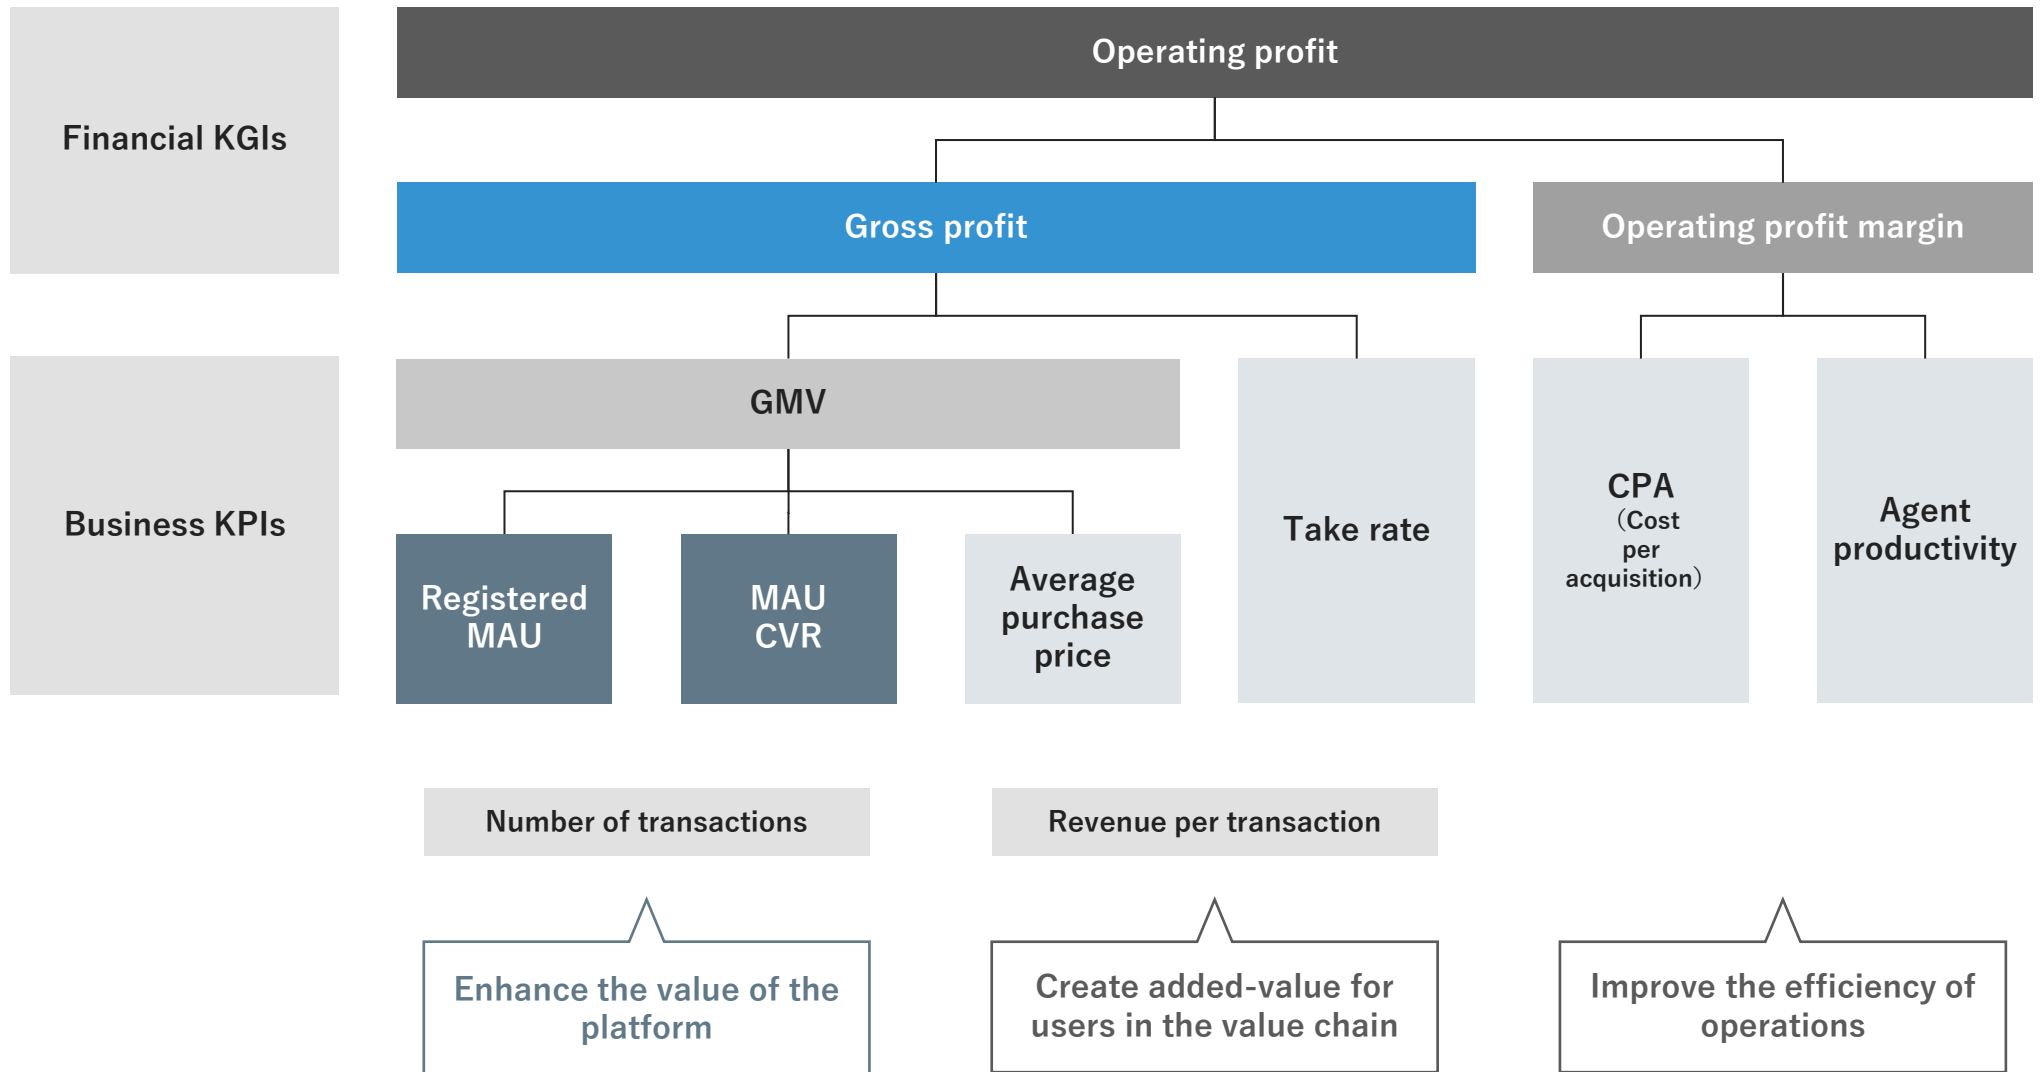 Financial KGIs
Operating profit
Gross profit
Operating profit margin
Business KPIs
GMV
Registered
MAU
MAU
CVR
Average
purchase
price
Take rate
CPA
（Cost
per
acquisition）
Agent
productivity
Number of transactions
Revenue per transaction
Enhance the value of the
platform
Create added-value for
users in the value chain
Improve the efficiency of
operations